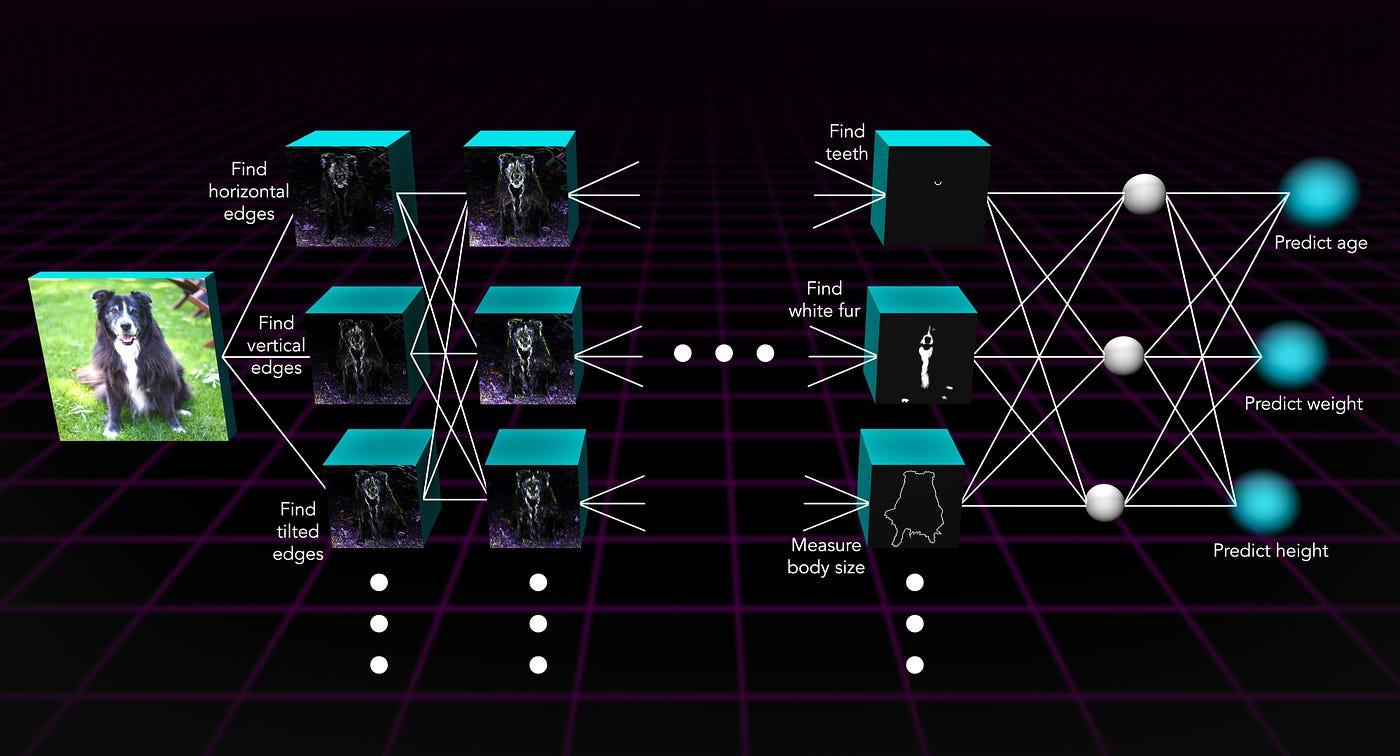 Find
horizontal
edges
Find
vertical
edges
Find
tilted
edges
Find
teeth
Find
white fur
Measure
body size
Predict age
Predict weight
Predict height